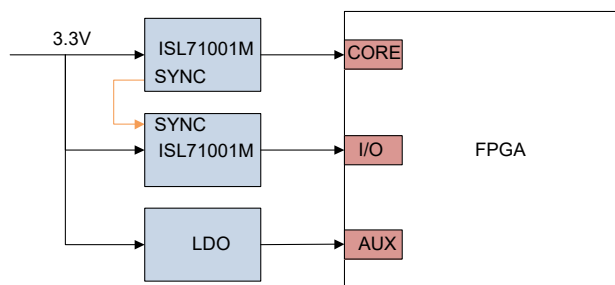 3.3V
ISL71001M
SYNC
CORE
SYNC
ISL71001M
I/O
FPGA
LDO
AUX